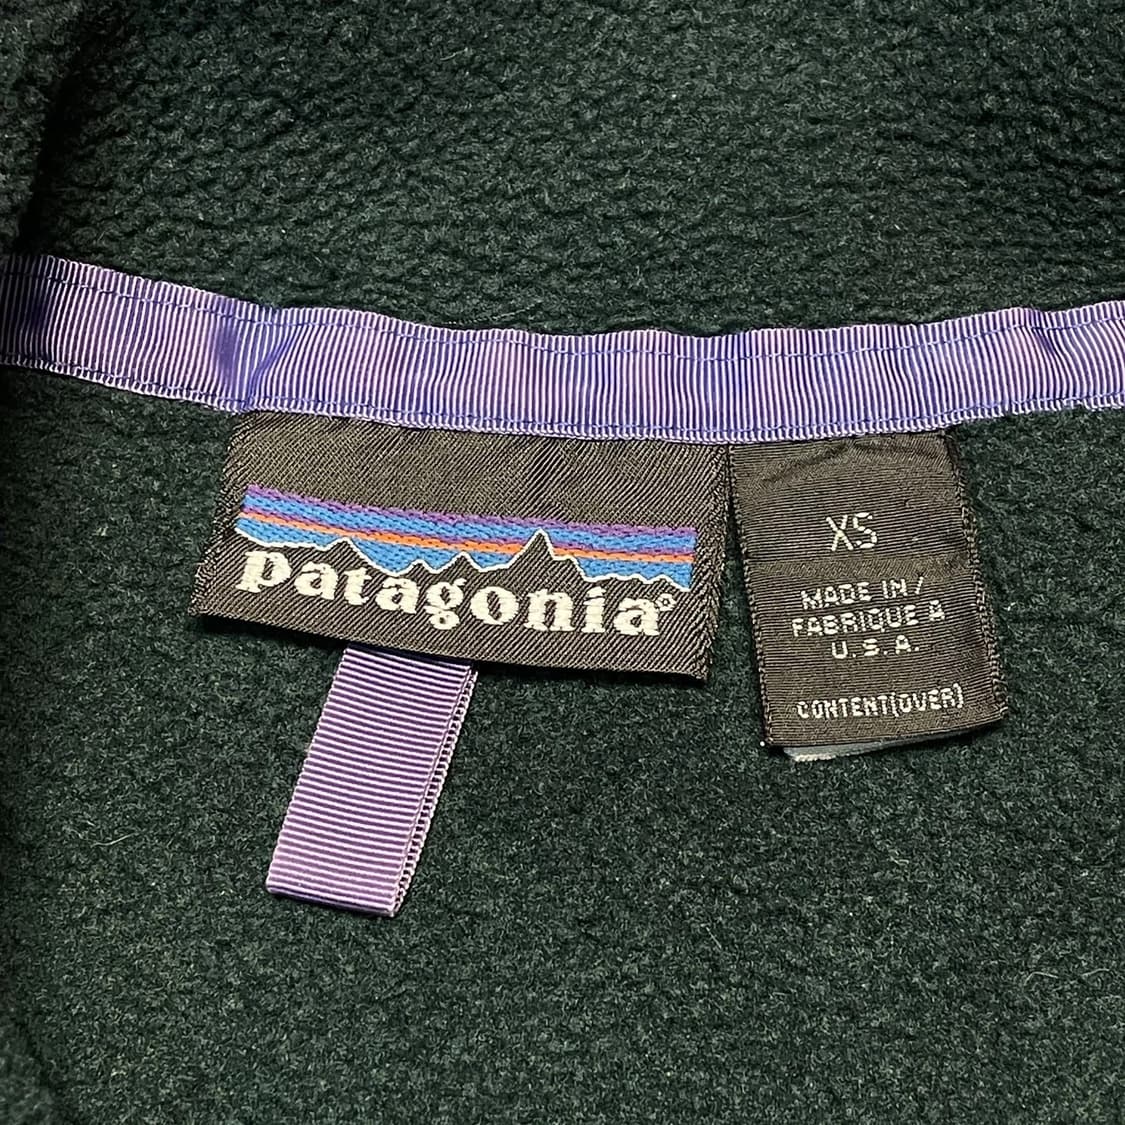 patagonia®
XS
MADE IN /
FABRIQUE A
U.S.A.
CONTENT(OVER)